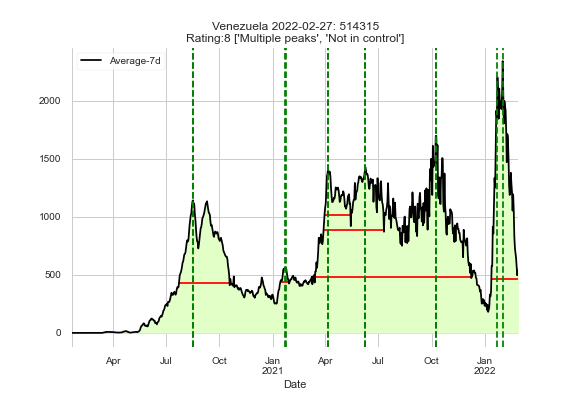 Venezuela 2022-02-27: 514315
Rating:8 ['Multiple peaks', 'Not in control']
Average-7d
2000
1500
1000
500
0
Apr Jul Oct Jan Apr Jul Oct Jan
2021 2022
Date